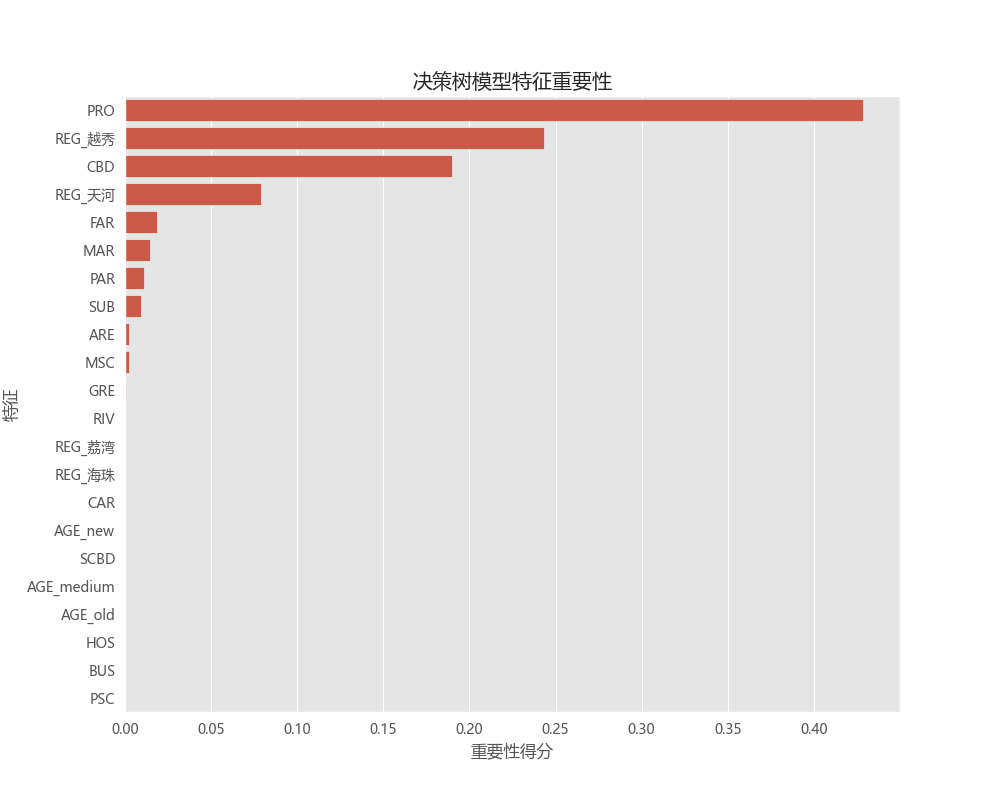 决策树模型特征重要性
PRO
REG_越秀
CBD
REG_天河
FAR
MAR
PAR
SUB
ARE
MSC
GRE
RIV
REG_荔湾
REG_海珠
CAR
AGE_new
SCBD
AGE_medium
AGE_old
HOS
BUS
PSC
特征
0.00 0.05 0.10 0.15 0.20 0.25 0.30 0.35 0.40
重要性得分